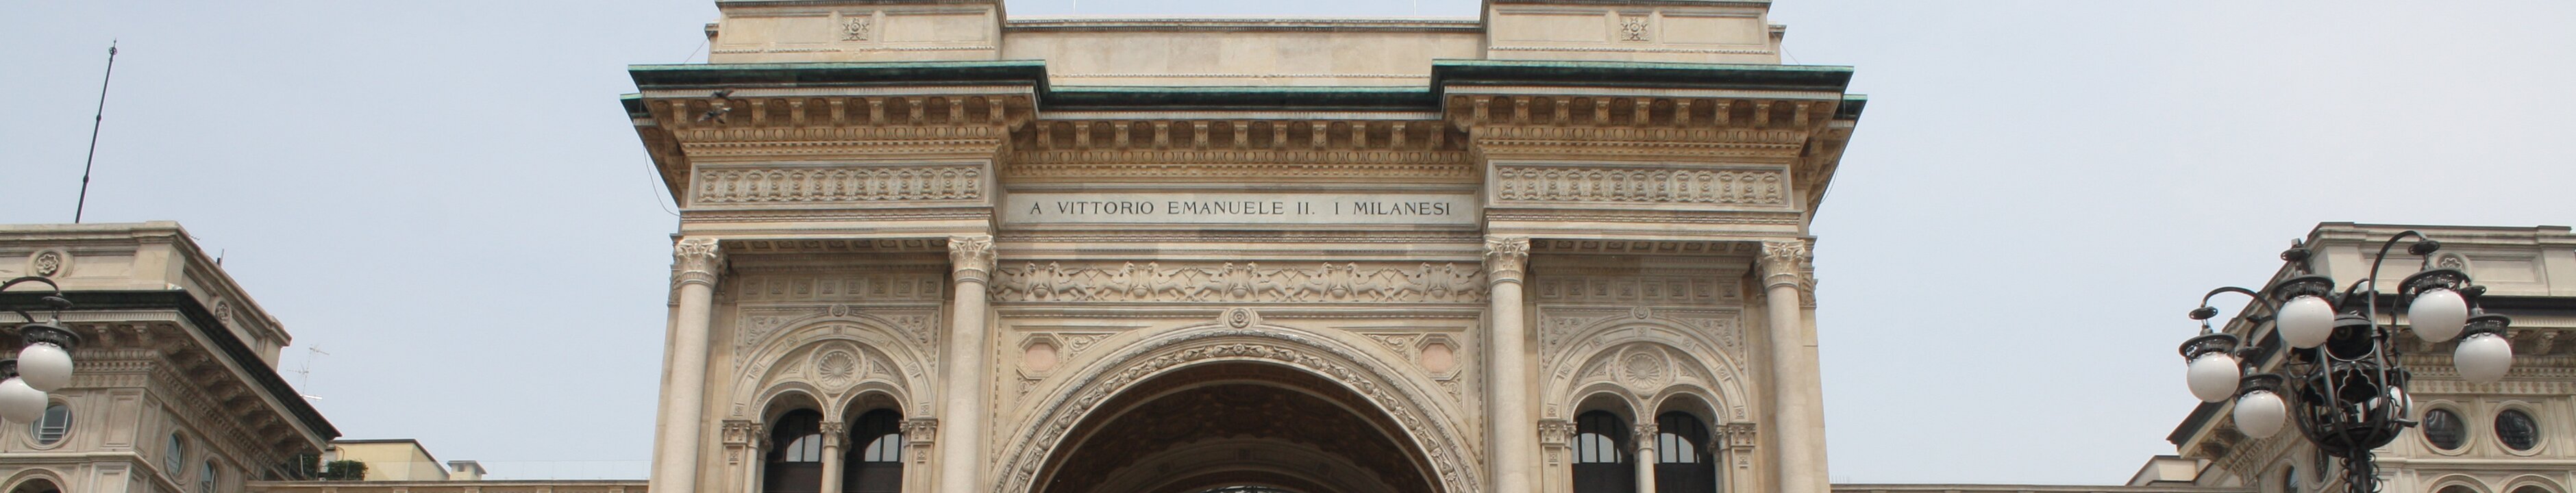 A VITTORIO EMANUELE II. I MILANESI